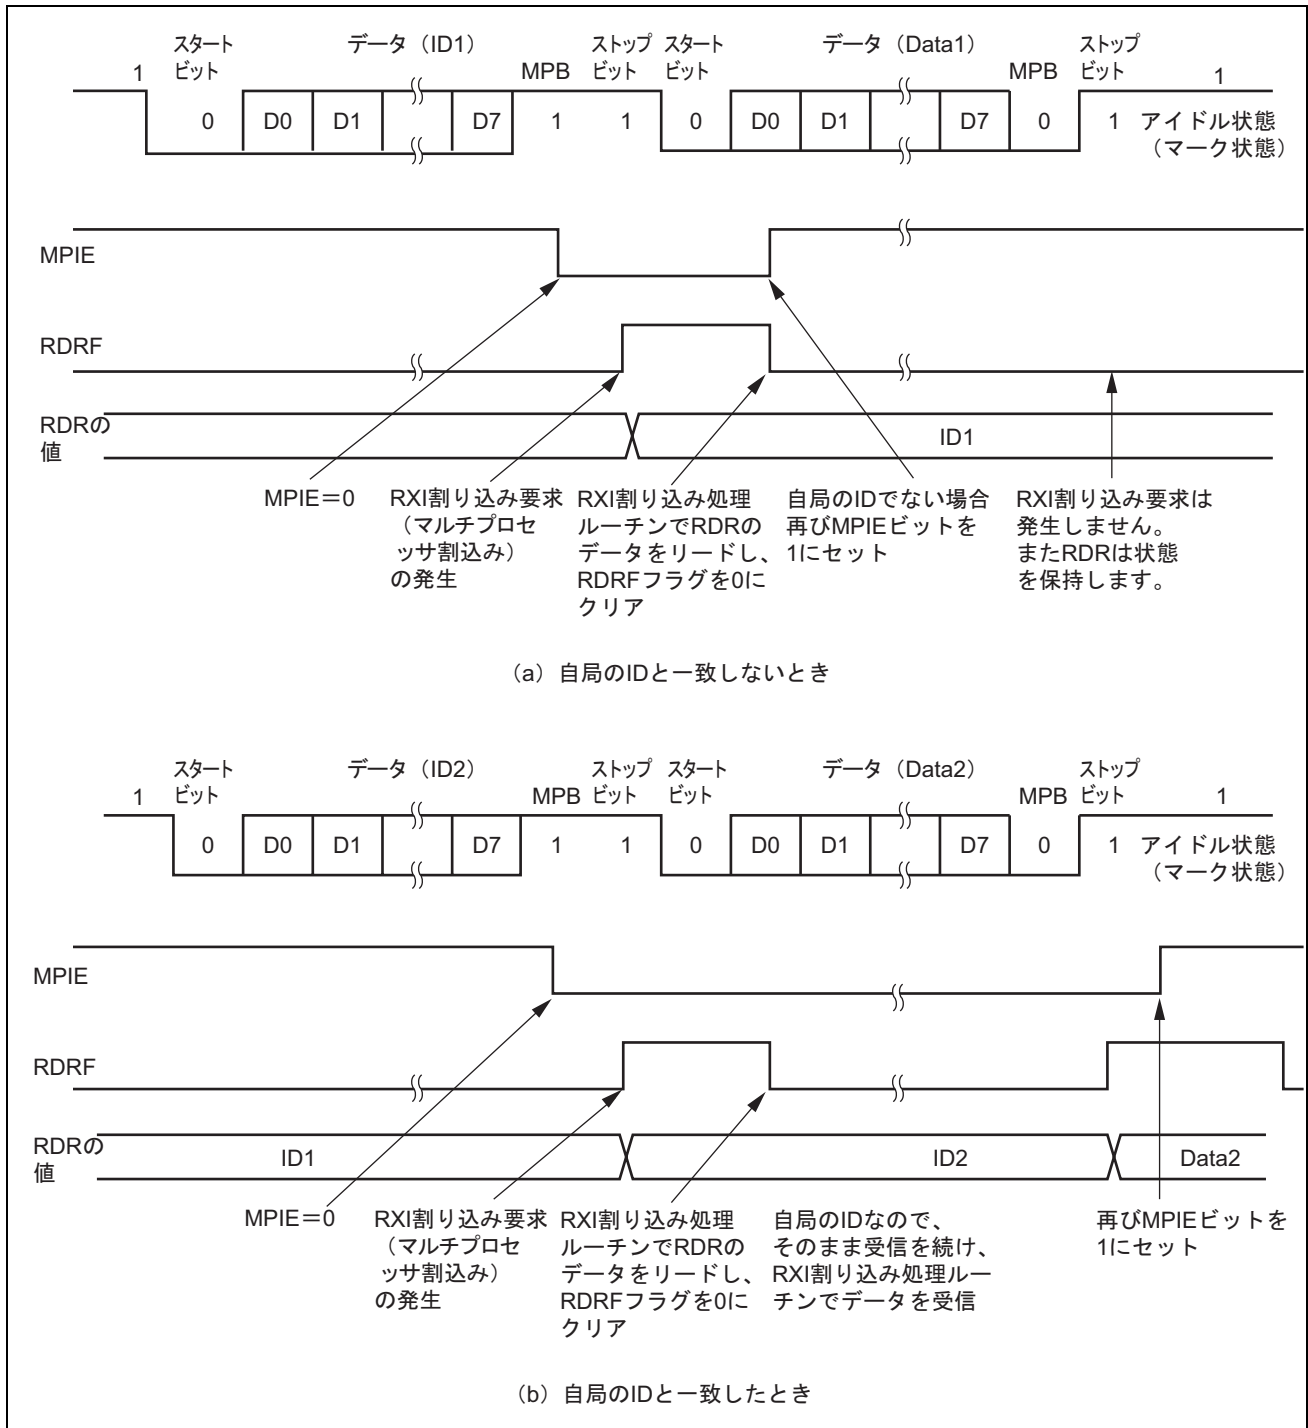 スタート データ（ID1） ストップ スタート データ（Data1） ストップ
1 ビット MPB ビット ビット MPB ビット 1
0 D0 D1 D7 1 1 0 D0 D1 D7 0 1 アイドル状態
（マーク状態）
MPIE
RDRF
RDRの
値
ID1
MPIE＝0
RXI割り込み要求
（マルチプロセ
ッサ割込み）
の発生
RXI割り込み処理
ルーチンでRDRの
データをリードし、
RDRFフラグを0に
クリア
自局のIDでない場合
再びMPIEビットを
1にセット
RXI割り込み要求は
発生しません。
またRDRは状態
を保持します。
（a）自局のIDと一致しないとき
スタート データ（ID2） ストップ スタート データ（Data2） ストップ
1 ビット MPB ビット ビット MPB ビット 1
0 D0 D1 D7 1 1 0 D0 D1 D7 0 1 アイドル状態
（マーク状態）
MPIE
RDRF
RDRの
値
ID1 ID2 Data2
MPIE＝0
RXI割り込み要求
（マルチプロセ
ッサ割込み）
の発生
RXI割り込み処理
ルーチンでRDRの
データをリードし、
RDRFフラグを0に
クリア
自局のIDなので、
そのまま受信を続け、
RXI割り込み処理ルー
チンでデータを受信
再びMPIEビットを
1にセット
（b）自局のIDと一致したとき